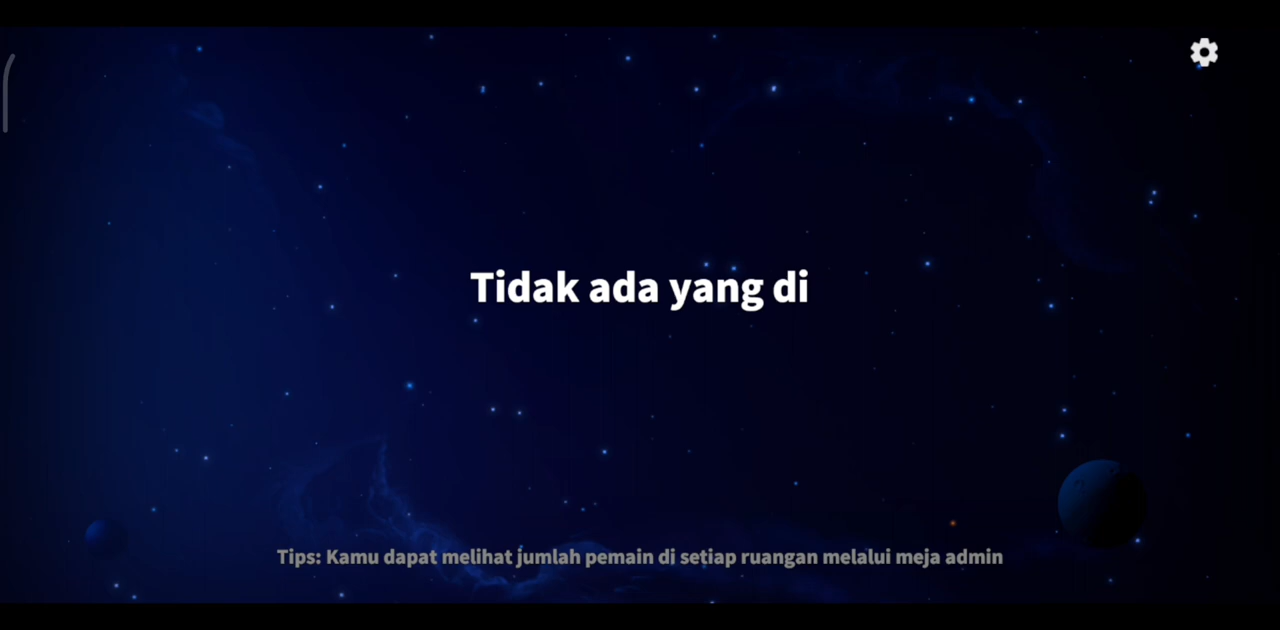 Tidak ada yang di
Tips: Kamu dapat melihat jumlah pemain di setiap ruangan melalui meja admin